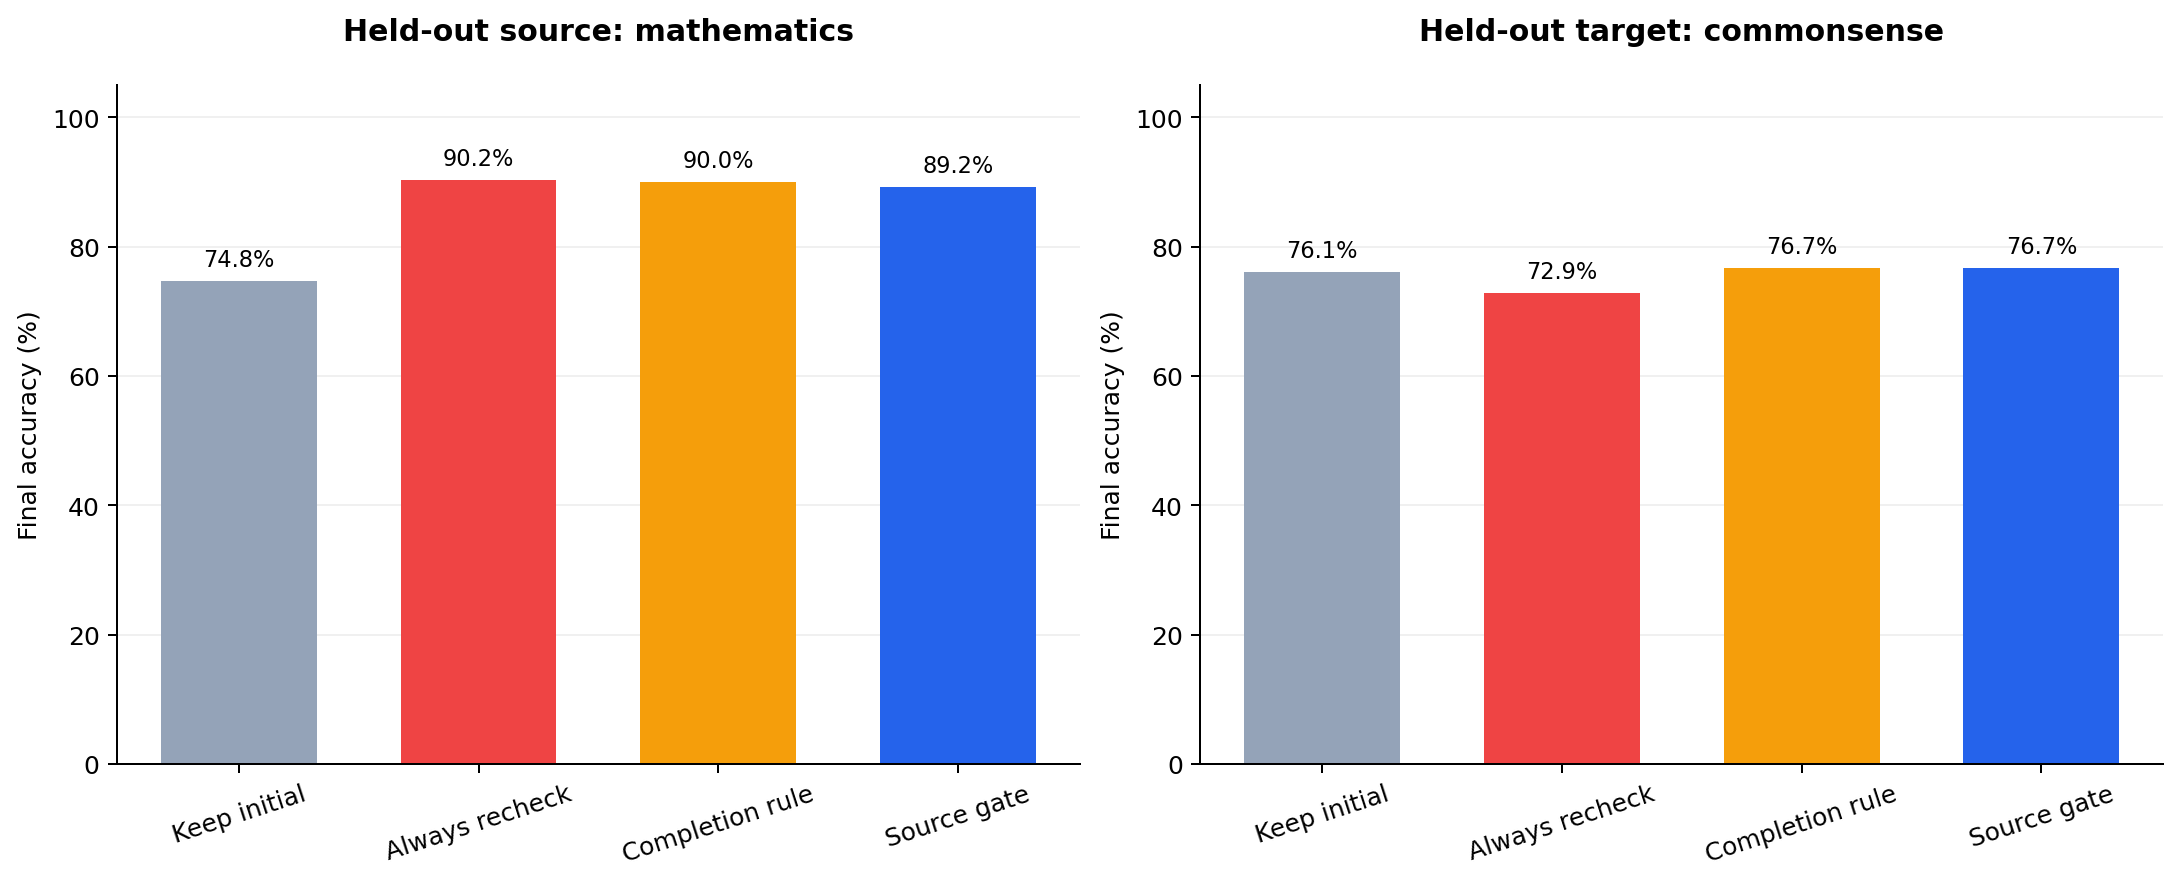 Held-out source: mathematics
Final accuracy (%)
100
80
60
40
20
0
74.8%
90.2%
90.0%
89.2%
Keep initial
Always recheck
Completion rule
Source gate
Held-out target: commonsense
Final accuracy (%)
100
80
60
40
20
0
76.1%
72.9%
76.7%
76.7%
Keep initial
Always recheck
Completion rule
Source gate